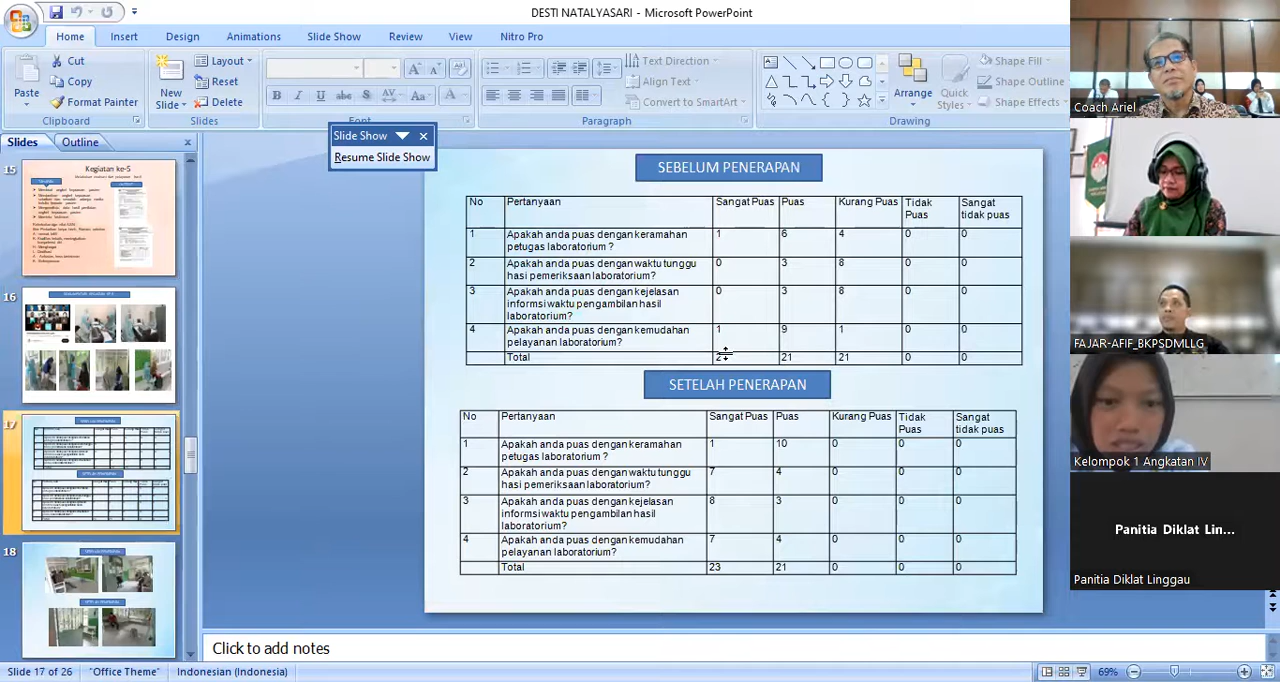 DESTI NATALYASARI - Microsoft PowerPoint
Home Insert Design Animations Slide Show Review View Nitro Pro
Paste
Cut
Copy
Format Painter
Clipboard
New Slide
Layout
Reset
Delete
Slides
Font
Text Direction
Align Text
Convert to SmartArt
Paragraph
Arrange
Quick Styles
Shape Fill
Shape Outline
Shape Effects
Drawing
Slides Outline
Slide Show
Resume Slide Show
15
Kegiatan ke-5
16
17
18
SEBELUM PENERAPAN
No Pertanyaan Sangat Puas Puas Kurang Puas Tidak Puas Sangat tidak puas
1 Apakah anda puas dengan keramahan 1 6 4 0 0
petugas laboratorium ?
2 Apakah anda puas dengan waktu tunggu 0 3 8 0 0
hasi pemeriksaan laboratorium?
3 Apakah anda puas dengan kejelasan 0 3 8 0 0
informsi waktu pengambilan hasil
laboratorium?
4 Apakah anda puas dengan kemudahan 1 9 1 0 0
pelayanan laboratorium?
Total 2 21 21 0 0
SETELAH PENERAPAN
No Pertanyaan Sangat Puas Puas Kurang Puas Tidak Puas Sangat tidak puas
1 Apakah anda puas dengan keramahan 1 10 0 0 0
petugas laboratorium?
2 Apakah anda puas dengan waktu tunggu 7 4 0 0 0
hasi pemeriksaan laboratorium?
3 Apakah anda puas dengan kejelasan 8 3 0 0 0
informsi waktu pengambilan hasil
laboratorium?
4 Apakah anda puas dengan kemudahan 7 4 0 0 0
pelayanan laboratorium?
Total 23 21 0 0 0
Click to add notes
Slide 17 of 26 "Office Theme" Indonesian (Indonesia) 69%
Coach Ariel
FAJAR-AFIF_BKPSDMLLG
Kelompok 1 Angkatan IV
Panitia Diklat Lin...
Panitia Diklat Linggau